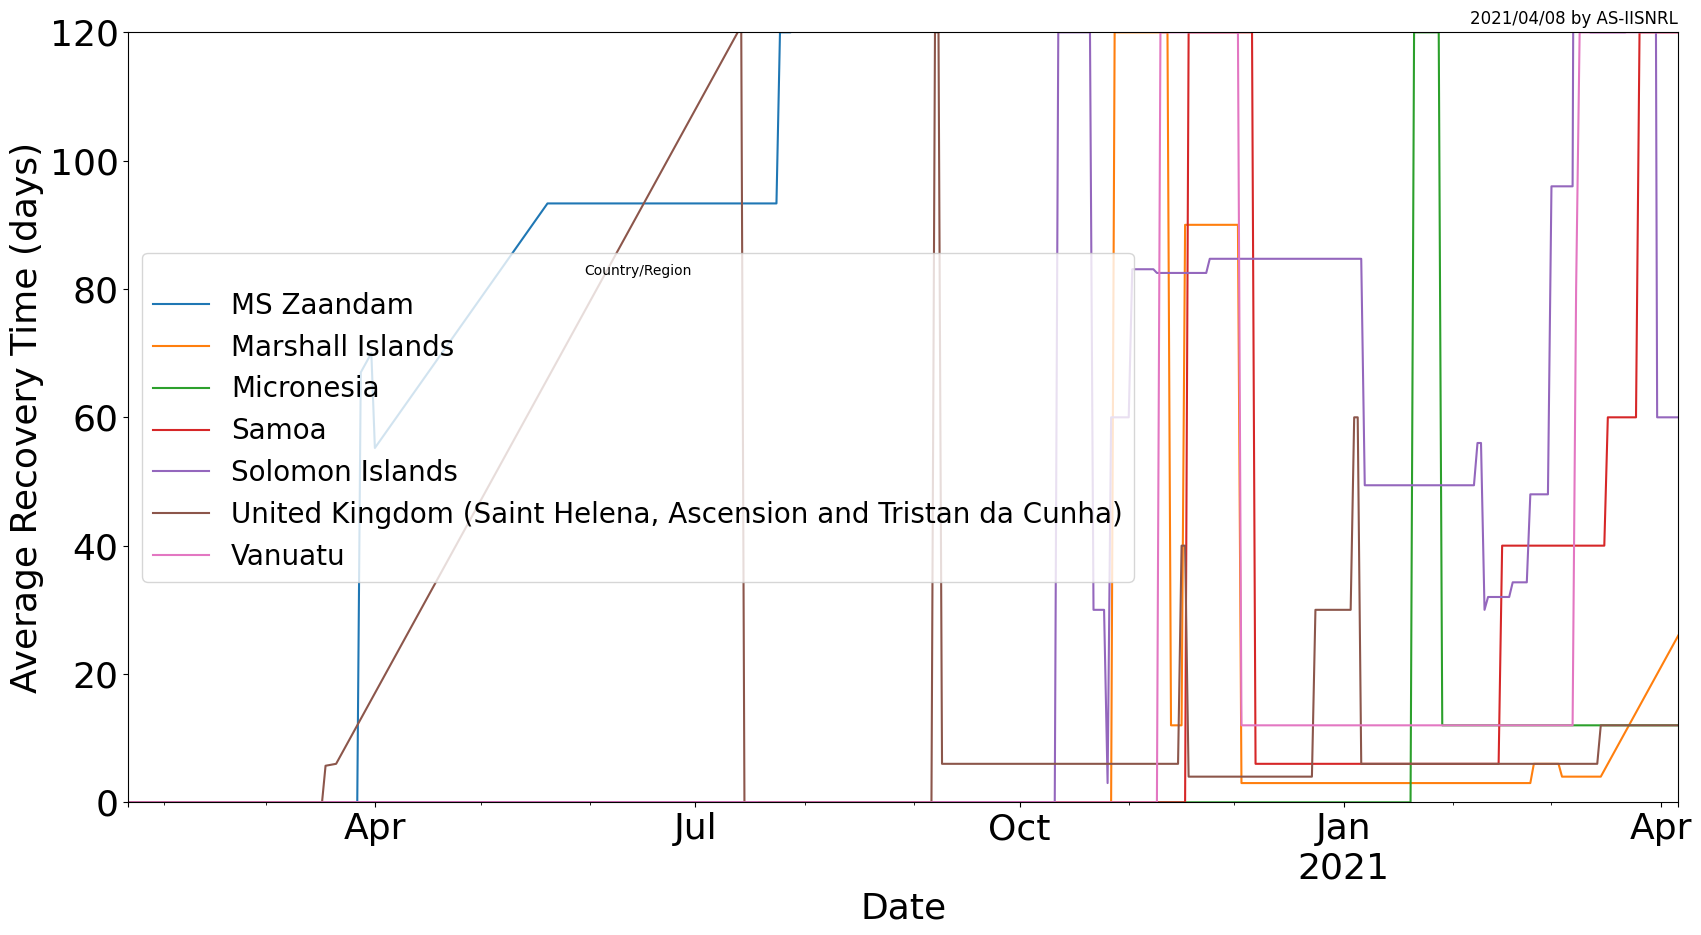 2021/04/08 by AS-IISNRL
120
100
80
60
40
20
0
Average Recovery Time (days)
Country/Region
MS Zaandam
Marshall Islands
Micronesia
Samoa
Solomon Islands
United Kingdom (Saint Helena, Ascension and Tristan da Cunha)
Vanuatu
Apr Jul Oct Jan Apr
2021
Date